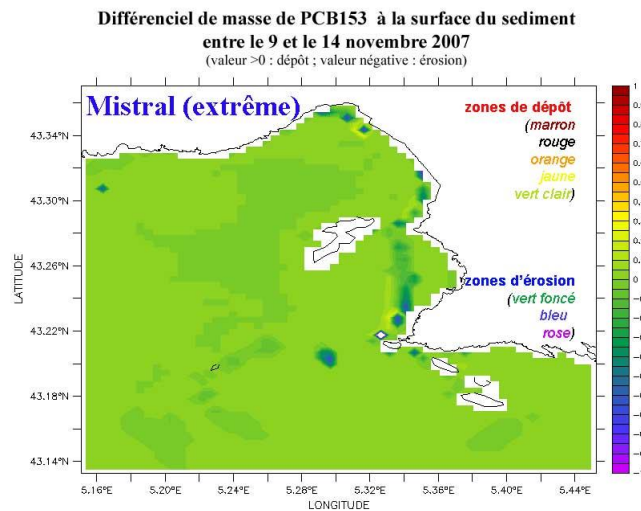 Différenciel de masse de PCB153 à la surface du sediment
entre le 9 et le 14 novembre 2007
(valeur >0 : dépôt ; valeur négative : érosion)
Mistral (extrême)
zones de dépôt
(marron
rouge
orange
jaune
vert clair)
zones d'érosion
(vert foncé
bleu
rose)
LATITUDE
43.34°N
43.30°N
43.26°N
43.22°N
43.18°N
43.14°N
5.16°E 5.20°E 5.24°E 5.28°E 5.32°E 5.36°E 5.40°E 5.44°E
LONGITUDE
1
0